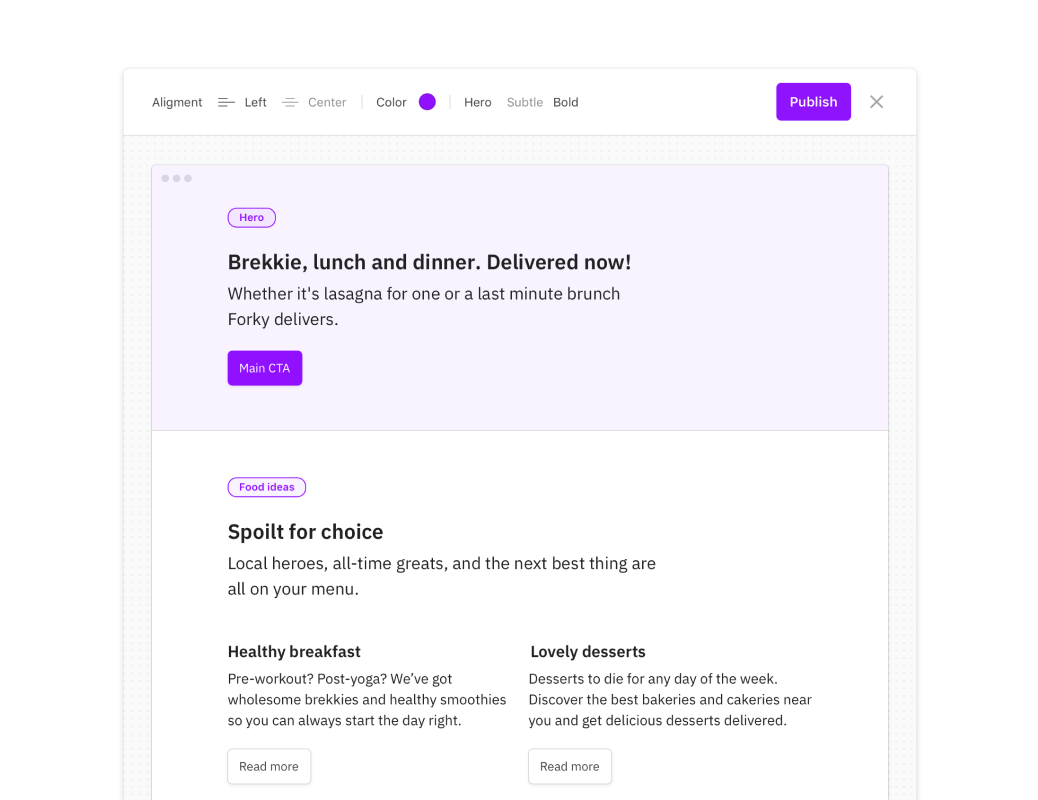 Aligment Left Center Color Hero Subtle Bold Publish
Hero
Brekkie, lunch and dinner. Delivered now!
Whether it's lasagna for one or a last minute brunch
Forky delivers.
Main CTA
Food ideas
Spoilt for choice
Local heroes, all-time greats, and the next best thing are
all on your menu.
Healthy breakfast
Pre-workout? Post-yoga? We’ve got
wholesome brekkies and healthy smoothies
so you can always start the day right.
Read more
Lovely desserts
Desserts to die for any day of the week.
Discover the best bakeries and cakeries near
you and get delicious desserts delivered.
Read more